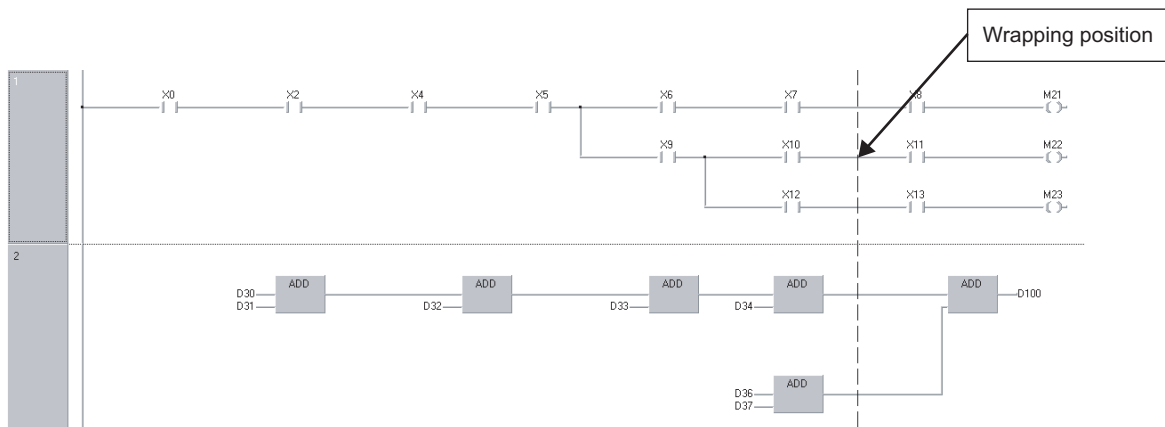 Wrapping position
1
X0 X2 X4 X5 X6 X7 X8 M21
X9 X10 X11 M22
X12 X13 M23
2
ADD ADD ADD ADD ADD
D30 D100
D31 D32 D33 D34
ADD
D36
D37